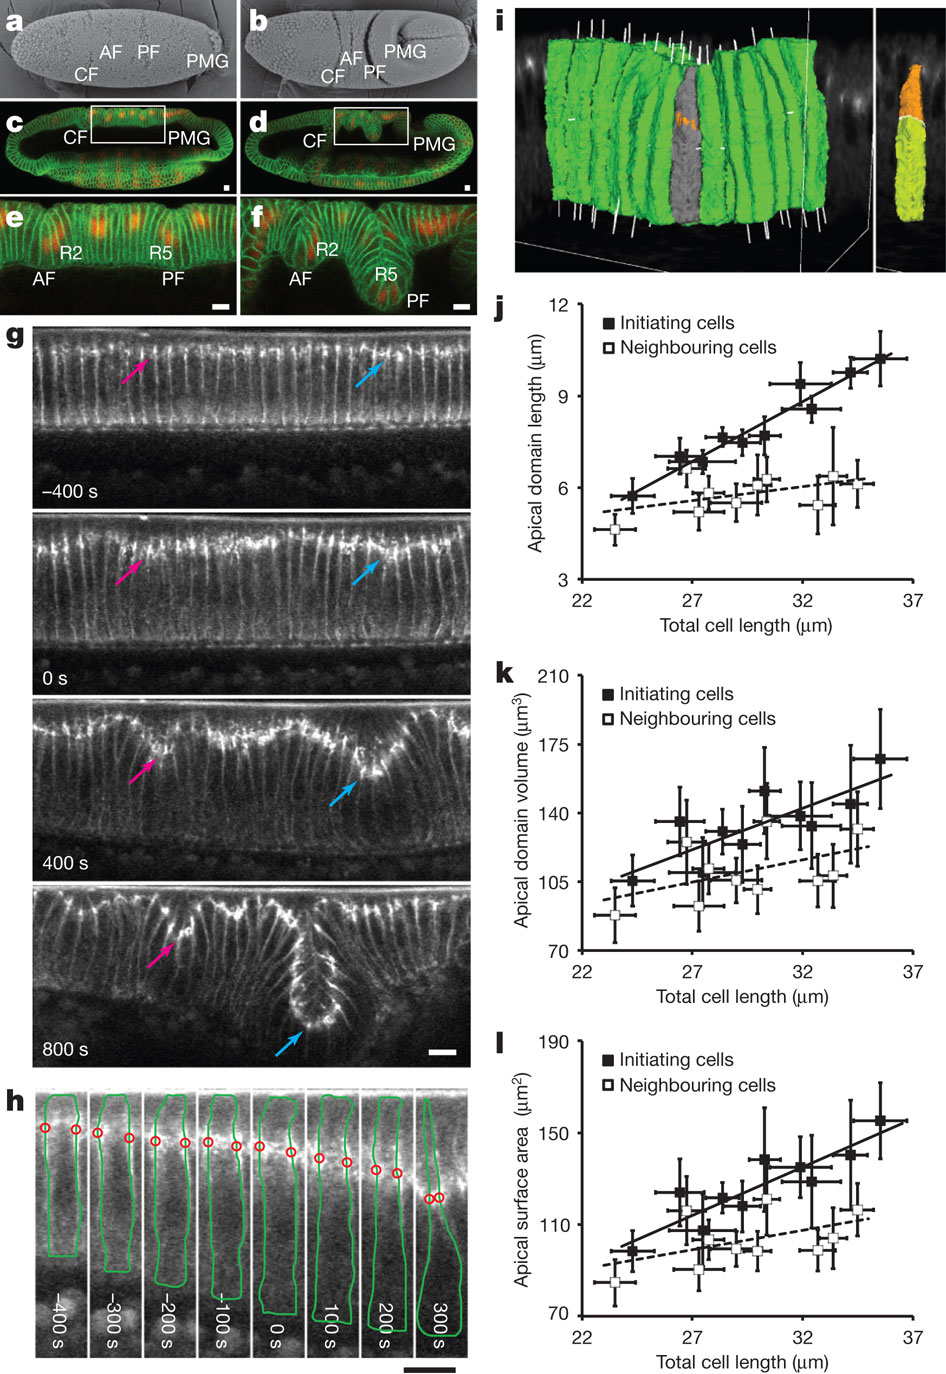 a
AF PF
CF
PMG
b
AF
PMG
CF
PF
c
CF
PMG
d
CF
PMG
e
R2
R5
AF
PF
f
R2
R5
AF
PF
g
–400 s
0 s
400 s
800 s
h
–400 s
–300 s
–200 s
–100 s
0 s
100 s
200 s
300 s
i
j
12
9
6
3
22 27 32 37
Initiating cells
Neighbouring cells
Apical domain length (μm)
Total cell length (μm)
k
210
175
140
105
70
22 27 32 37
Initiating cells
Neighbouring cells
Apical domain volume (μm³)
Total cell length (μm)
l
190
150
110
70
22 27 32 37
Initiating cells
Neighbouring cells
Apical surface area (μm²)
Total cell length (μm)